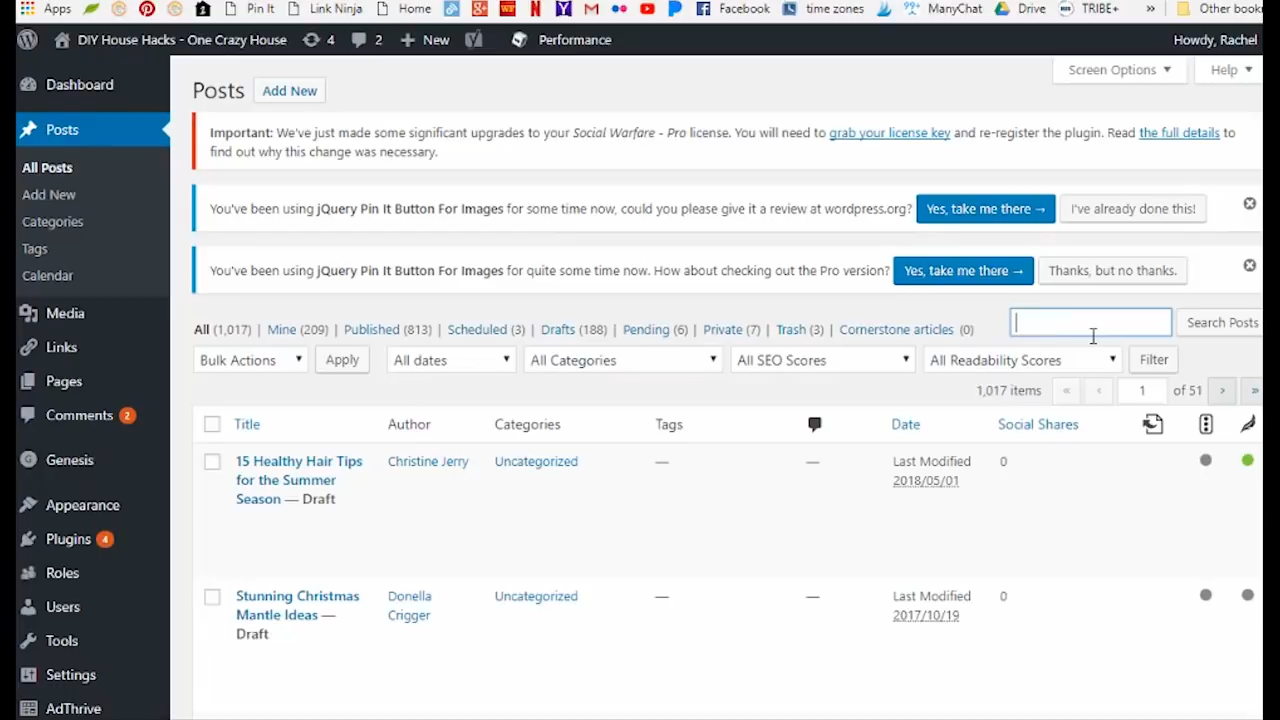 Apps Pin It Link Ninja Home Facebook time zones ManyChat Drive TRIBE+ » Other book
DIY House Hacks - One Crazy House 4 2 + New Performance Howdy, Rachel
Screen Options ▼ Help ▼
Dashboard
Posts
All Posts
Add New
Categories
Tags
Calendar
Media
Links
Pages
Comments 2
Genesis
Appearance
Plugins 4
Roles
Users
Tools
Settings
AdThrive
Posts Add New
Important: We've just made some significant upgrades to your Social Warfare - Pro license. You will need to grab your license key and re-register the plugin. Read the full details to
find out why this change was necessary.
You've been using jQuery Pin It Button For Images for some time now, could you please give it a review at wordpress.org? Yes, take me there → I've already done this!
You've been using jQuery Pin It Button For Images for quite some time now. How about checking out the Pro version? Yes, take me there → Thanks, but no thanks.
All (1,017) | Mine (209) | Published (813) | Scheduled (3) | Drafts (188) | Pending (6) | Private (7) | Trash (3) | Cornerstone articles (0) Search Posts
Bulk Actions Apply All dates All Categories All SEO Scores All Readability Scores Filter
1,017 items « ‹ 1 of 51 › »
Title Author Categories Tags Date Social Shares
15 Healthy Hair Tips Christine Jerry Uncategorized — — Last Modified 0
for the Summer 2018/05/01
Season — Draft
Stunning Christmas Donella Uncategorized — — Last Modified 0
Mantle Ideas — Crigger 2017/10/19
Draft